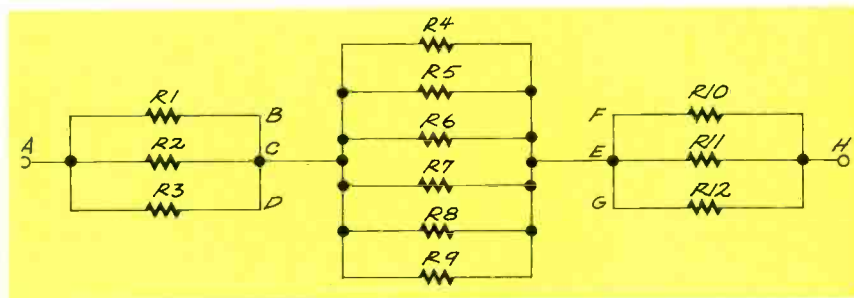 R4
R5
R1 B F R10
R6
A R2 C E R11 H
R7
R3 D G R12
R8
R9